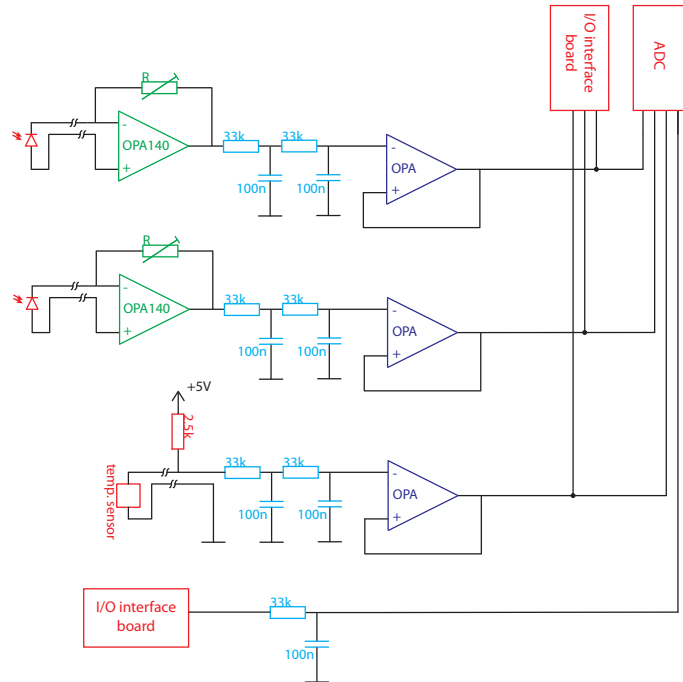 I/O interface
board
ADC
R
-
OPA140
+
33k
33k
100n
100n
-
OPA
+
R
-
OPA140
+
33k
33k
100n
100n
-
OPA
+
+5V
2.5k
temp. sensor
33k
33k
100n
100n
-
OPA
+
I/O interface
board
33k
100n